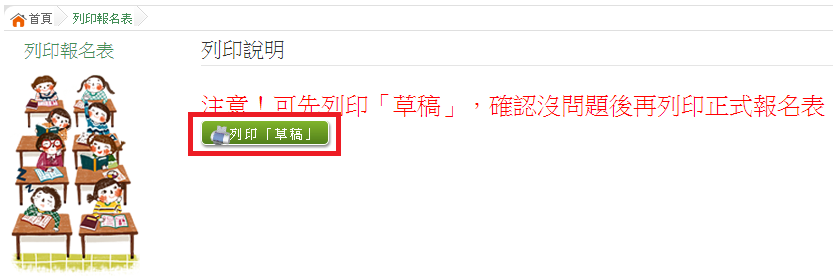 首頁 列印報名表
列印報名表
列印說明
注意！可先列印「草稿」，確認沒問題後再列印正式報名表
列印「草稿」